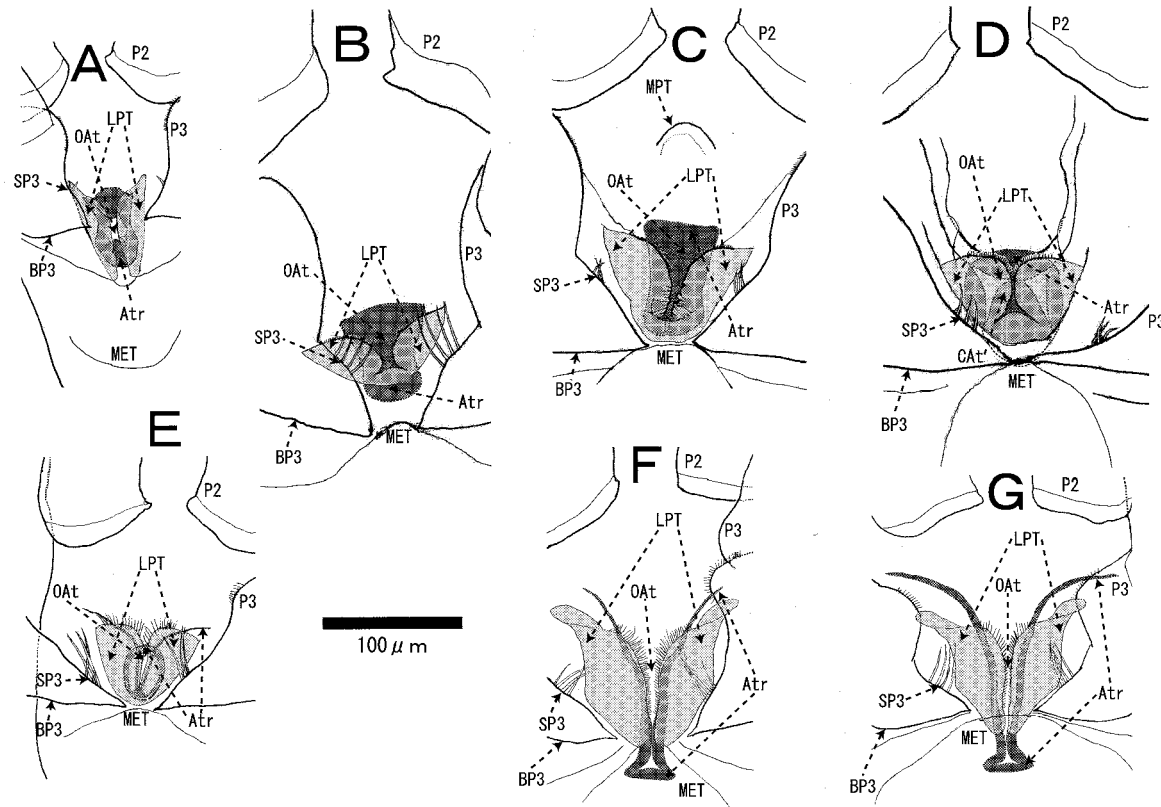 A
P2
OAt
LPT
P3
SP3
BP3
Atr
MET
B
P2
P3
LPT
OAt
SP3
Atr
BP3
MET
C
P2
MPT
LPT
OAt
P3
SP3
Atr
MET
BP3
D
P2
OAt
LPT
Atr
SP3
P3
CAt'
MET
BP3
E
P2
LPT
OAt
P3
SP3
BP3
MET
Atr
100 μm
F
P2
LPT
P3
OAt
Atr
SP3
BP3
MET
G
P2
LPT
OAt
P3
SP3
Atr
MET
BP3